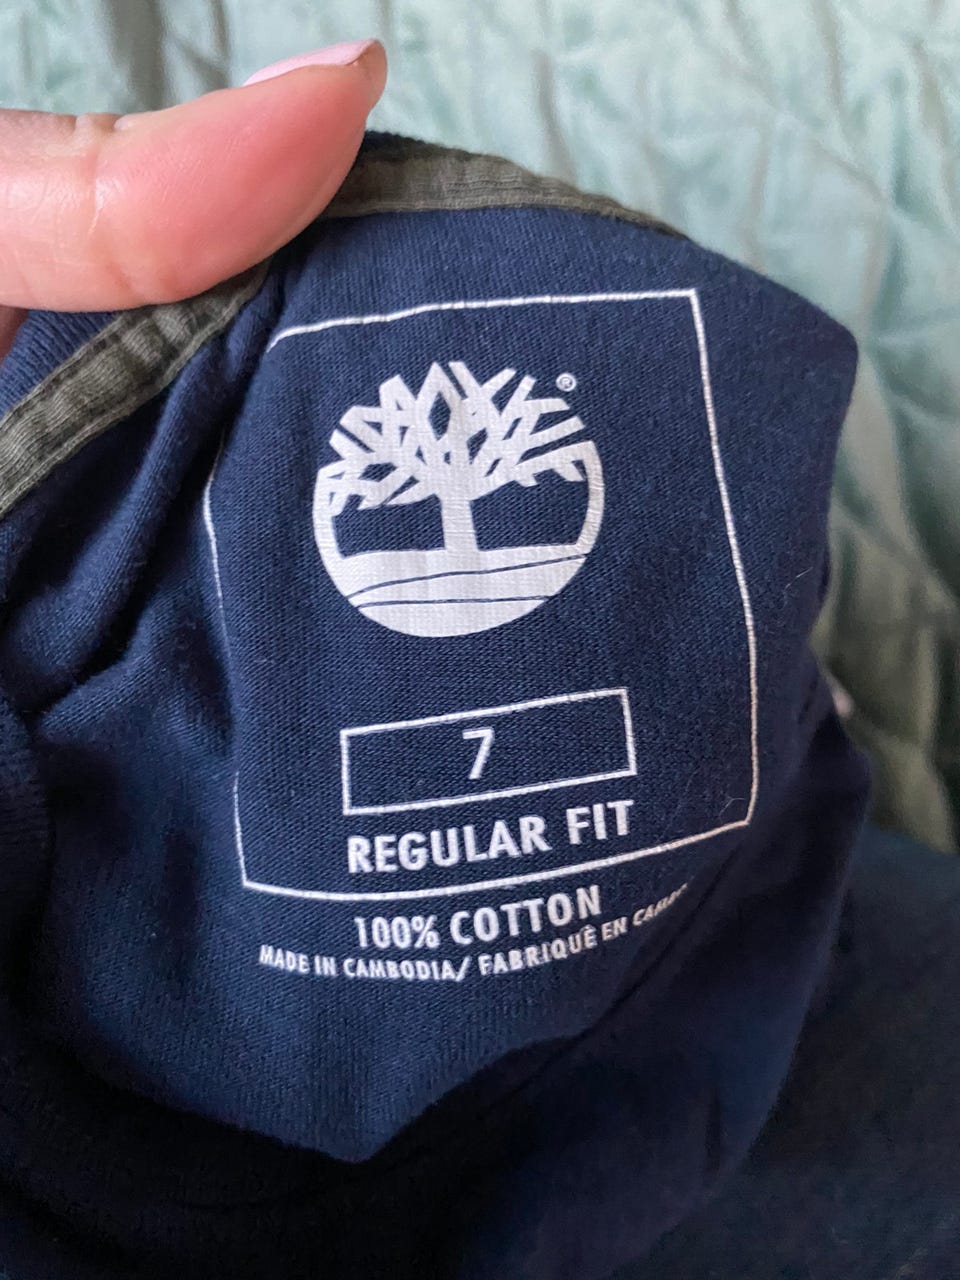 ®
7
REGULAR FIT
100% COTTON
MADE IN CAMBODIA/ FABRIQUÉ EN